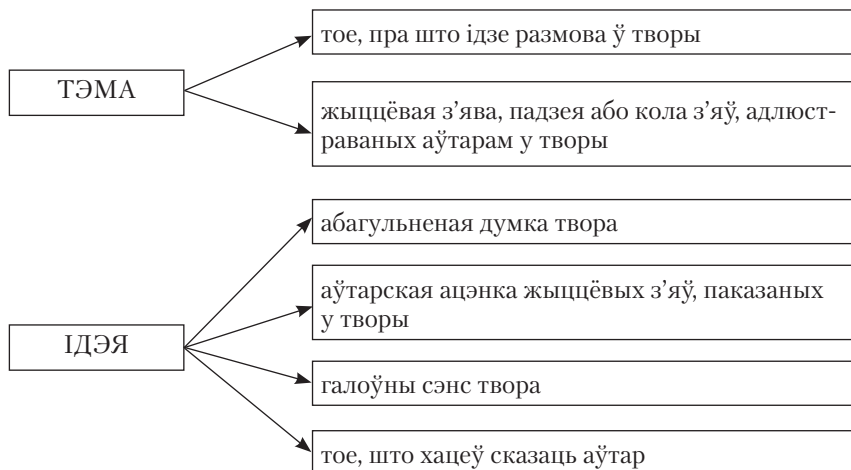 ТЭМА
тое, пра што ідзе размова ў творы
жыццёвая з’ява, падзея або кола з’яў, адлюст-
раваных аўтарам у творы
ІДЭЯ
абагульненая думка твора
аўтарская ацэнка жыццёвых з’яў, паказаных
у творы
галоўны сэнс твора
тое, што хацеў сказаць аўтар